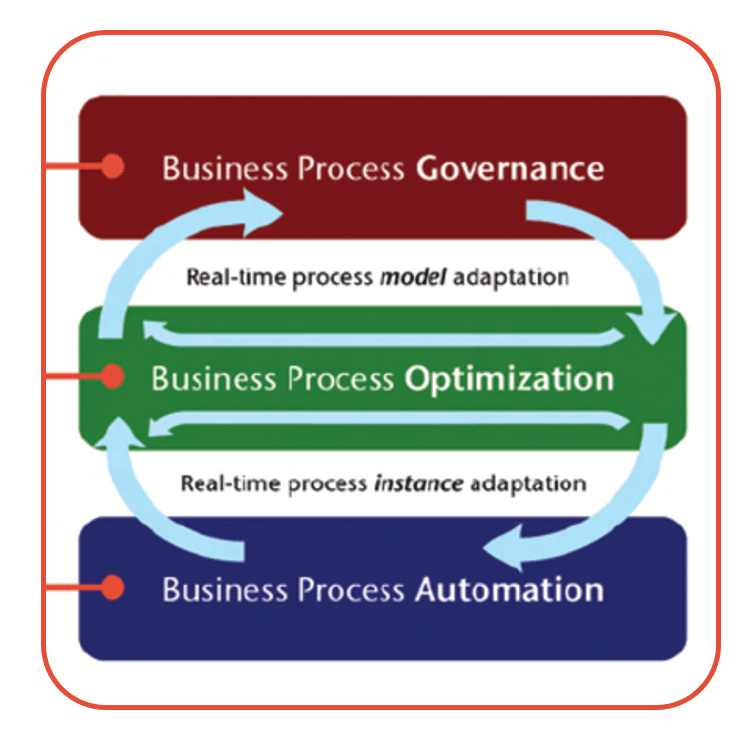 Business Process Governance
Real-time process model adaptation
Business Process Optimization
Real-time process instance adaptation
Business Process Automation